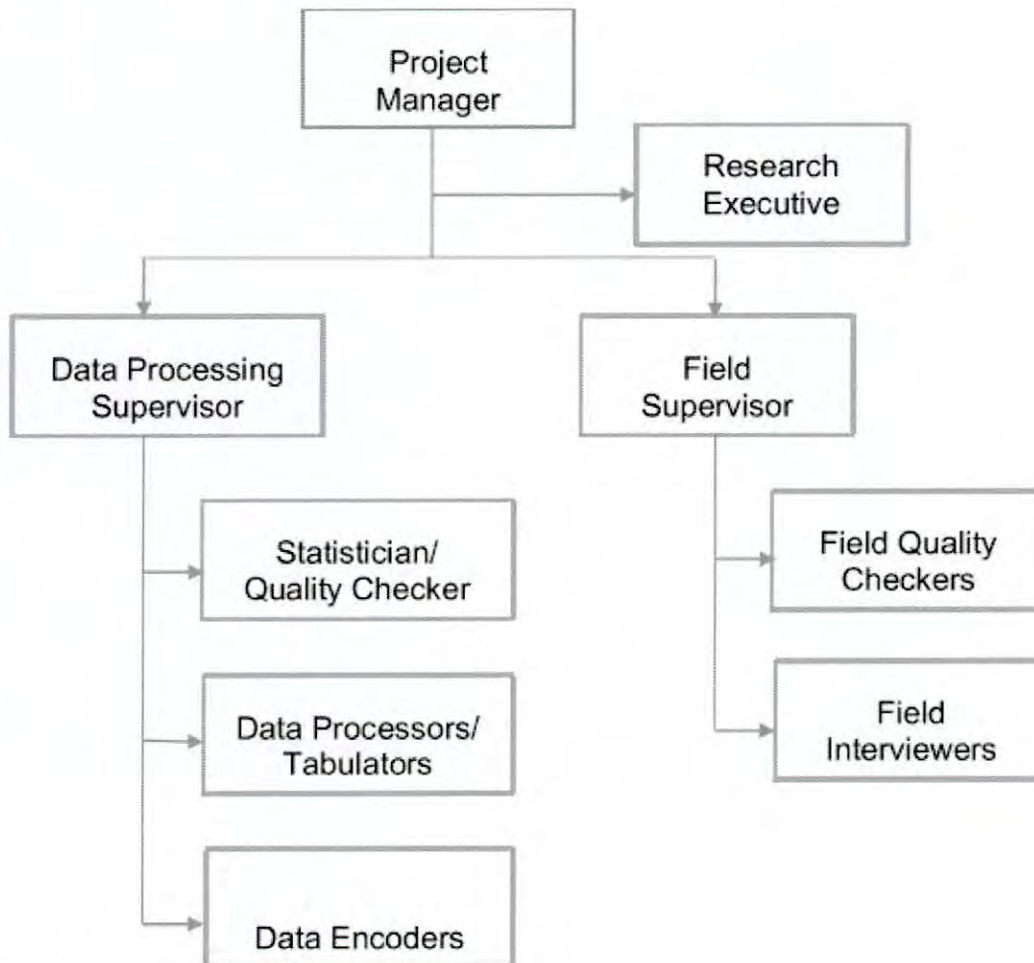 Project
Manager
Research
Executive
Data Processing
Supervisor
Field
Supervisor
Statistician/
Quality Checker
Field Quality
Checkers
Data Processors/
Tabulators
Field
Interviewers
Data Encoders